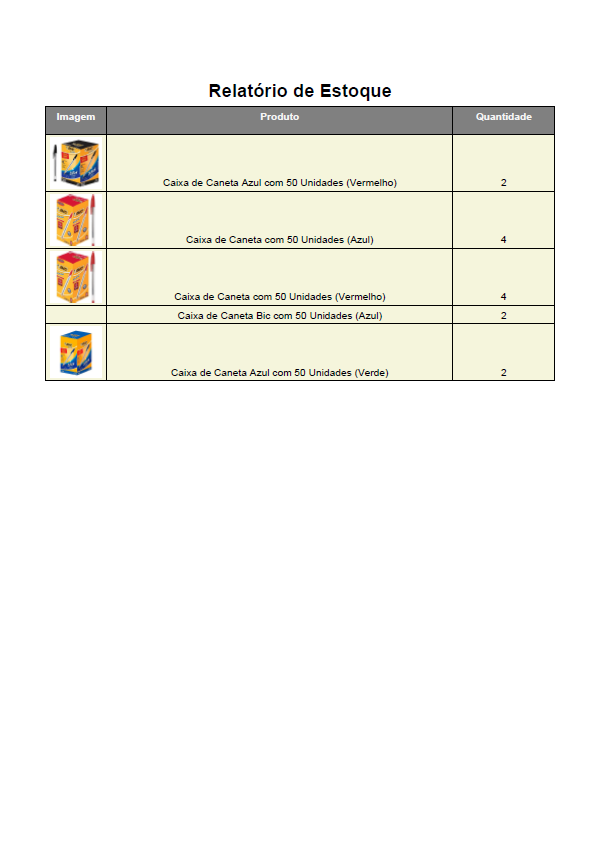 Relatório de Estoque
Imagem Produto Quantidade
Caixa de Caneta Azul com 50 Unidades (Vermelho) 2
Caixa de Caneta com 50 Unidades (Azul) 4
Caixa de Caneta com 50 Unidades (Vermelho) 4
Caixa de Caneta Bic com 50 Unidades (Azul) 2
Caixa de Caneta Azul com 50 Unidades (Verde) 2